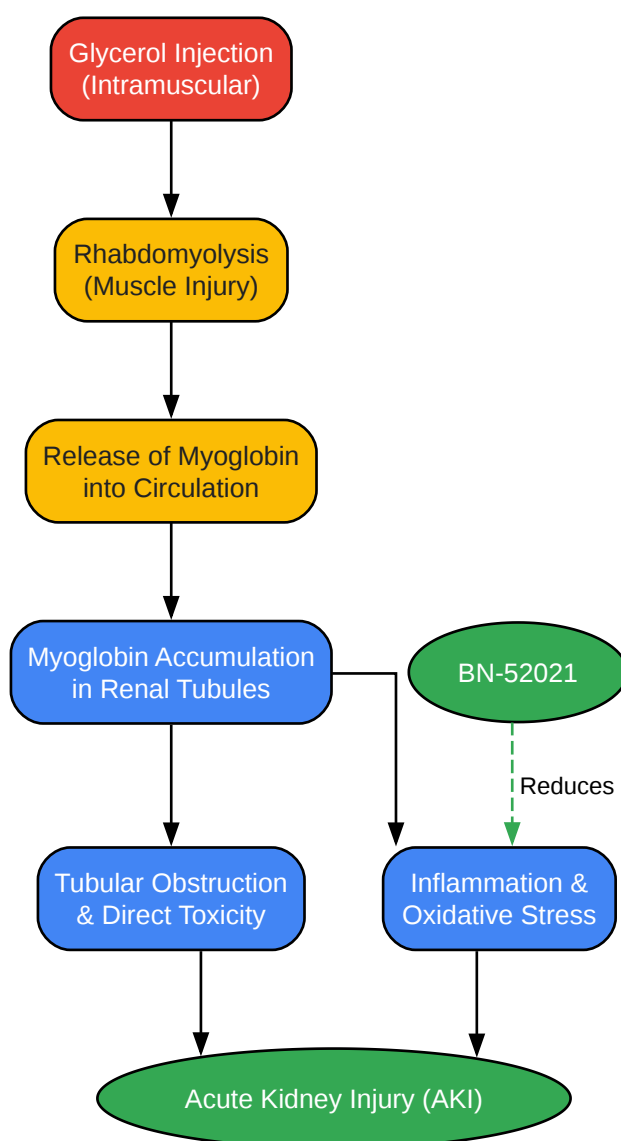 Glycerol Injection
(Intramuscular)
Rhabdomyolysis
(Muscle Injury)
Release of Myoglobin
into Circulation
Myoglobin Accumulation
in Renal Tubules
BN-52021
Reduces
Tubular Obstruction
& Direct Toxicity
Inflammation &
Oxidative Stress
Acute Kidney Injury (AKI)